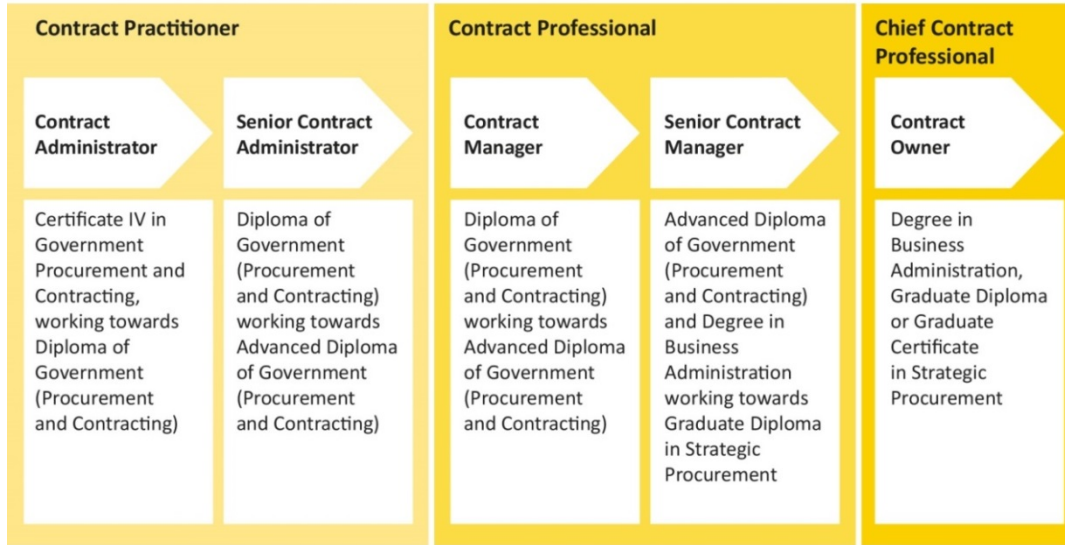 Contract Practitioner
Contract
Administrator
Certificate IV in
Government
Procurement and
Contracting,
working towards
Diploma of
Government
(Procurement
and Contracting)
Senior Contract
Administrator
Diploma of
Government
(Procurement
and Contracting)
working towards
Advanced Diploma
of Government
(Procurement
and Contracting)
Contract Professional
Contract
Manager
Diploma of
Government
(Procurement
and Contracting)
working towards
Advanced Diploma
of Government
(Procurement
and Contracting)
Senior Contract
Manager
Advanced Diploma
of Government
(Procurement
and Contracting)
and Degree in
Business
Administration
working towards
Graduate Diploma
in Strategic
Procurement
Chief Contract
Professional
Contract
Owner
Degree in
Business
Administration,
Graduate Diploma
or Graduate
Certificate
in Strategic
Procurement